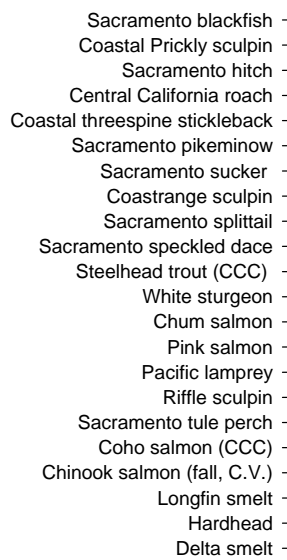 Sacramento blackfish
Coastal Prickly sculpin
Sacramento hitch
Central California roach
Coastal threespine stickleback
Sacramento pikeminow
Sacramento sucker
Coastrange sculpin
Sacramento splittail
Sacramento speckled dace
Steelhead trout (CCC)
White sturgeon
Chum salmon
Pink salmon
Pacific lamprey
Riffle sculpin
Sacramento tule perch
Coho salmon (CCC)
Chinook salmon (fall, C.V.)
Longfin smelt
Hardhead
Delta smelt